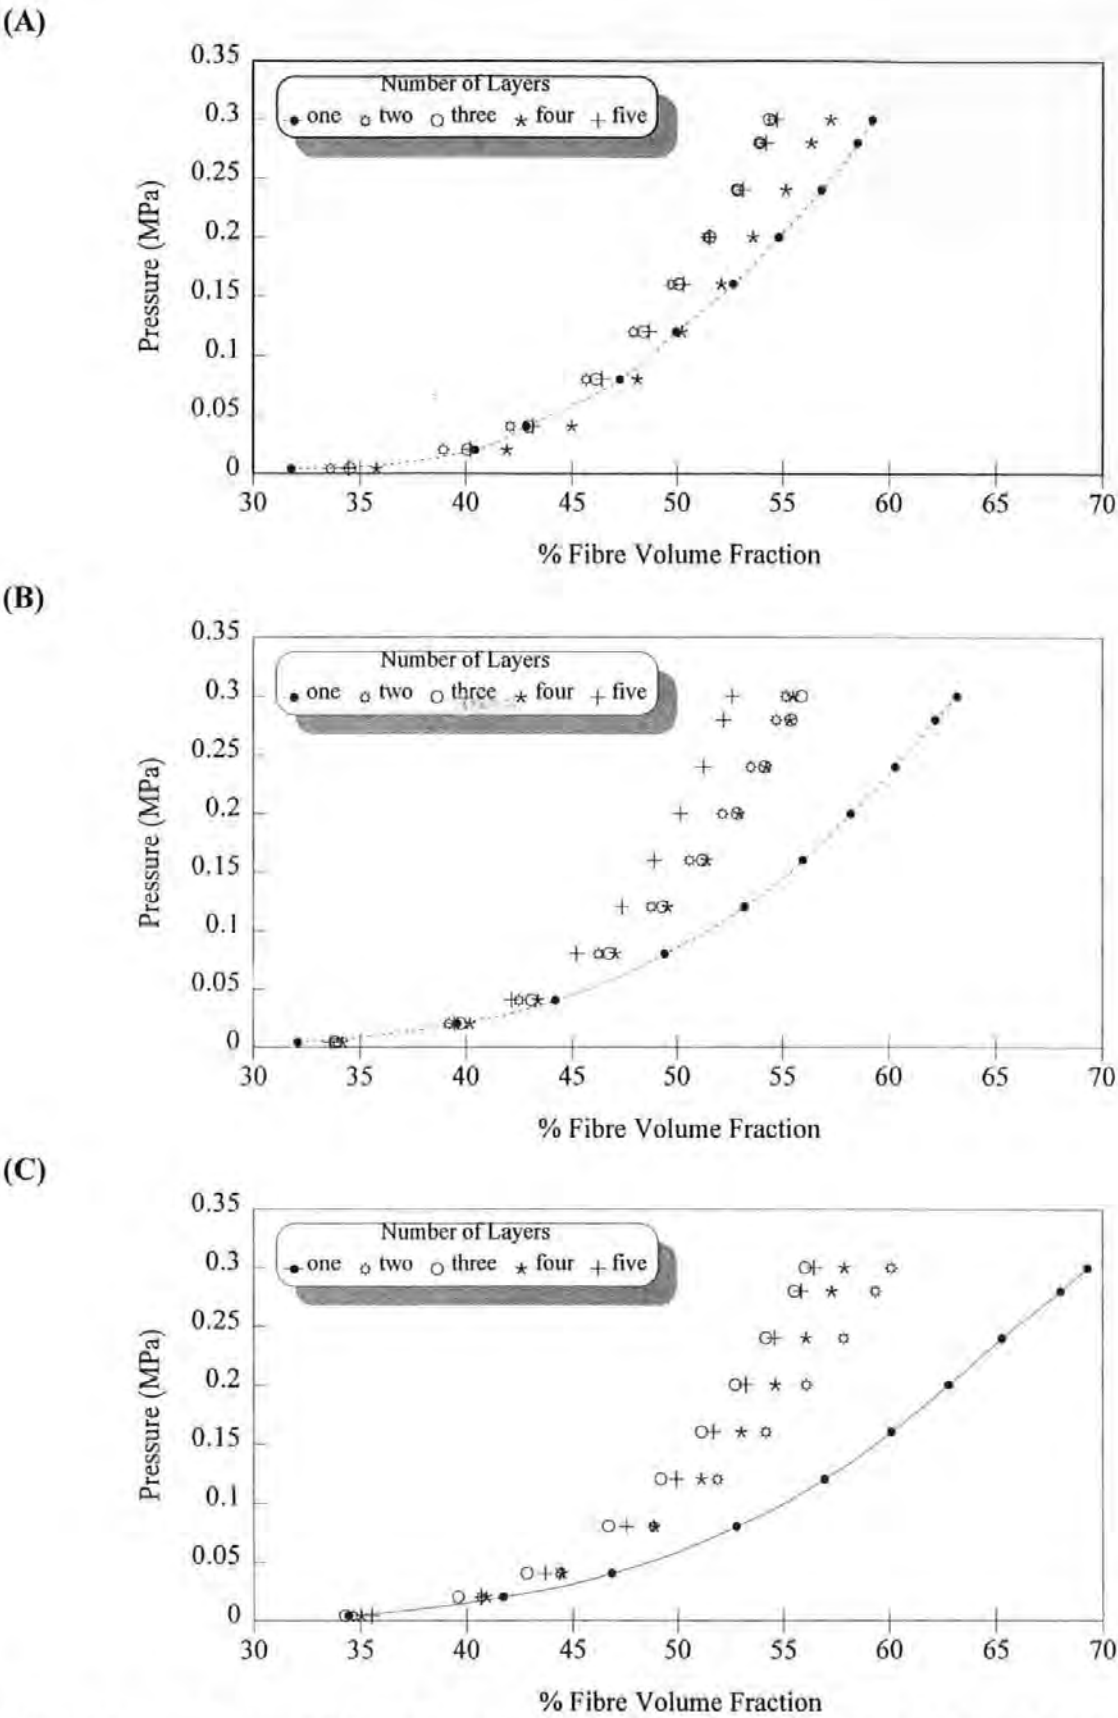 (A)
0.35
Number of Layers
one two three four five
0.3
0.25
0.2
0.15
0.1
0.05
0
Pressure (MPa)
30 35 40 45 50 55 60 65 70
% Fibre Volume Fraction
(B)
0.35
Number of Layers
one two three four five
0.3
0.25
0.2
0.15
0.1
0.05
0
Pressure (MPa)
30 35 40 45 50 55 60 65 70
% Fibre Volume Fraction
(C)
0.35
Number of Layers
one two three four five
0.3
0.25
0.2
0.15
0.1
0.05
0
Pressure (MPa)
30 35 40 45 50 55 60 65 70
% Fibre Volume Fraction